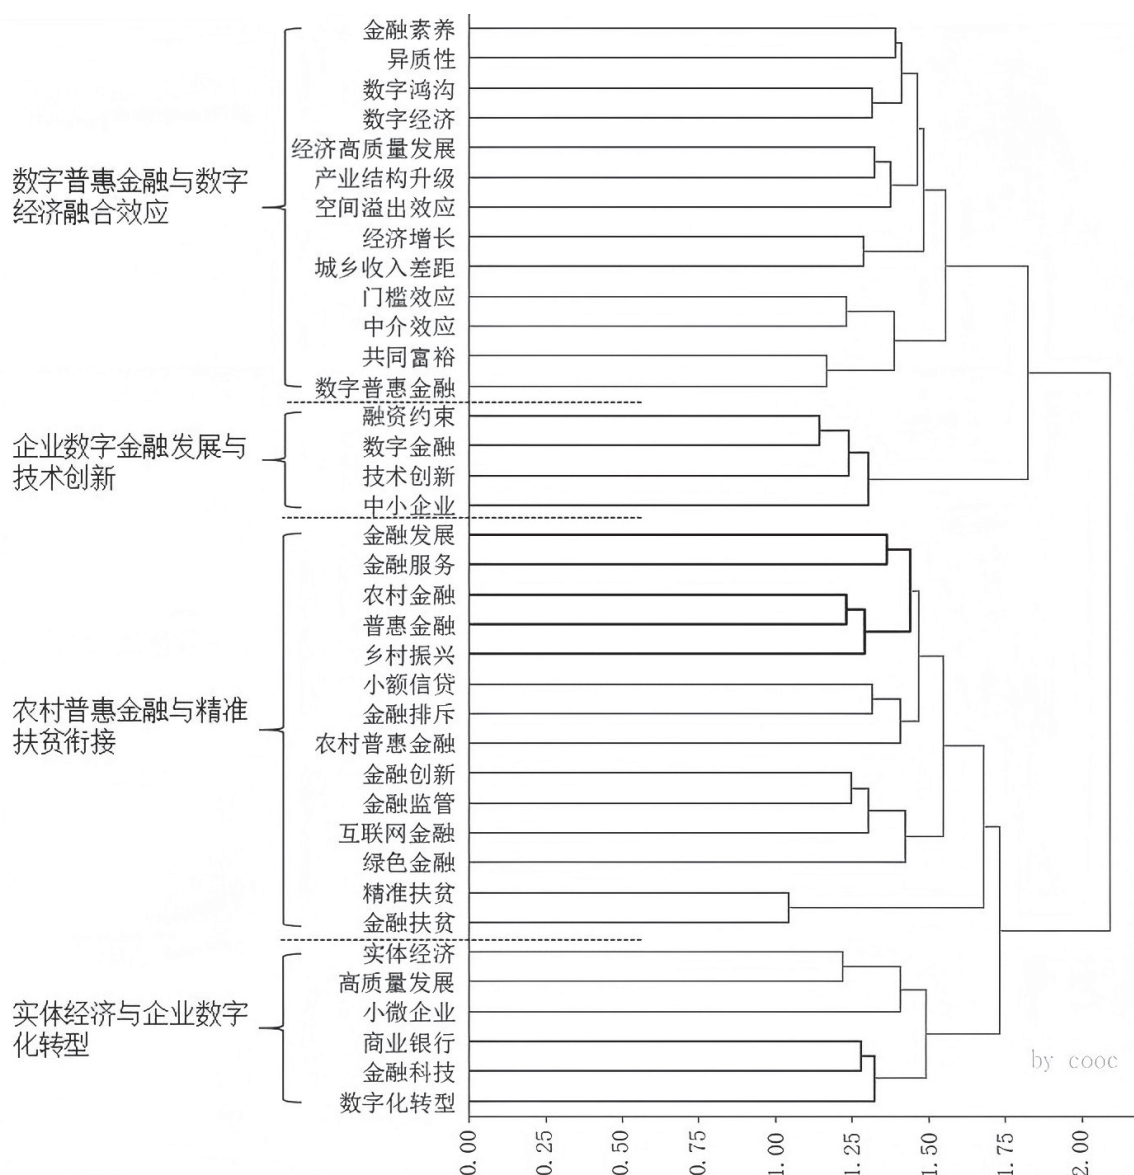 金融素养
异质性
数字鸿沟
数字经济
经济高质量发展
产业结构升级
空间溢出效应
经济增长
城乡收入差距
门槛效应
中介效应
共同富裕
数字普惠金融
数字普惠金融与数字
经济融合效应
融资约束
数字金融
技术创新
中小企业
企业数字金融发展与
技术创新
金融发展
金融服务
农村金融
普惠金融
乡村振兴
小额信贷
金融排斥
农村普惠金融
金融创新
金融监管
互联网金融
绿色金融
精准扶贫
金融扶贫
农村普惠金融与精准
扶贫衔接
实体经济
高质量发展
小微企业
商业银行
金融科技
数字化转型
实体经济与企业数字
化转型
by cooc
0.00
0.25
0.50
0.75
1.00
1.25
1.50
1.75
2.00